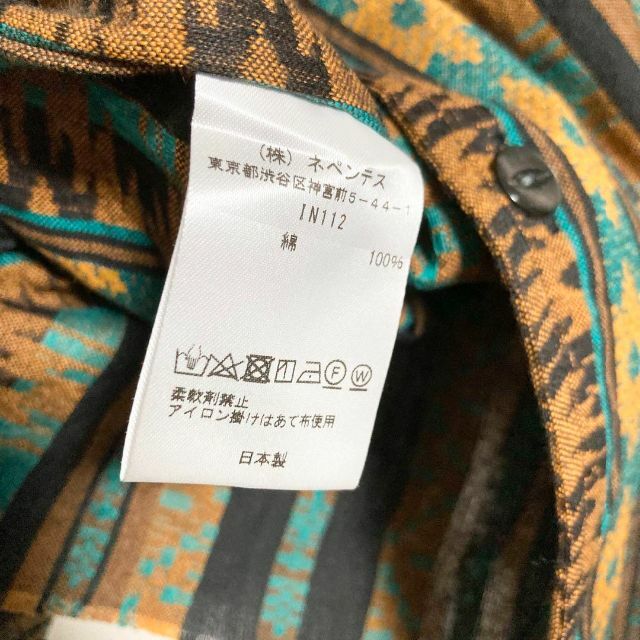 (株) ネペンテス
東京都渋谷区神宮前5-44-1
IN112
綿 100%
F W
柔軟剤禁止
アイロン掛けはあて布使用
日本製